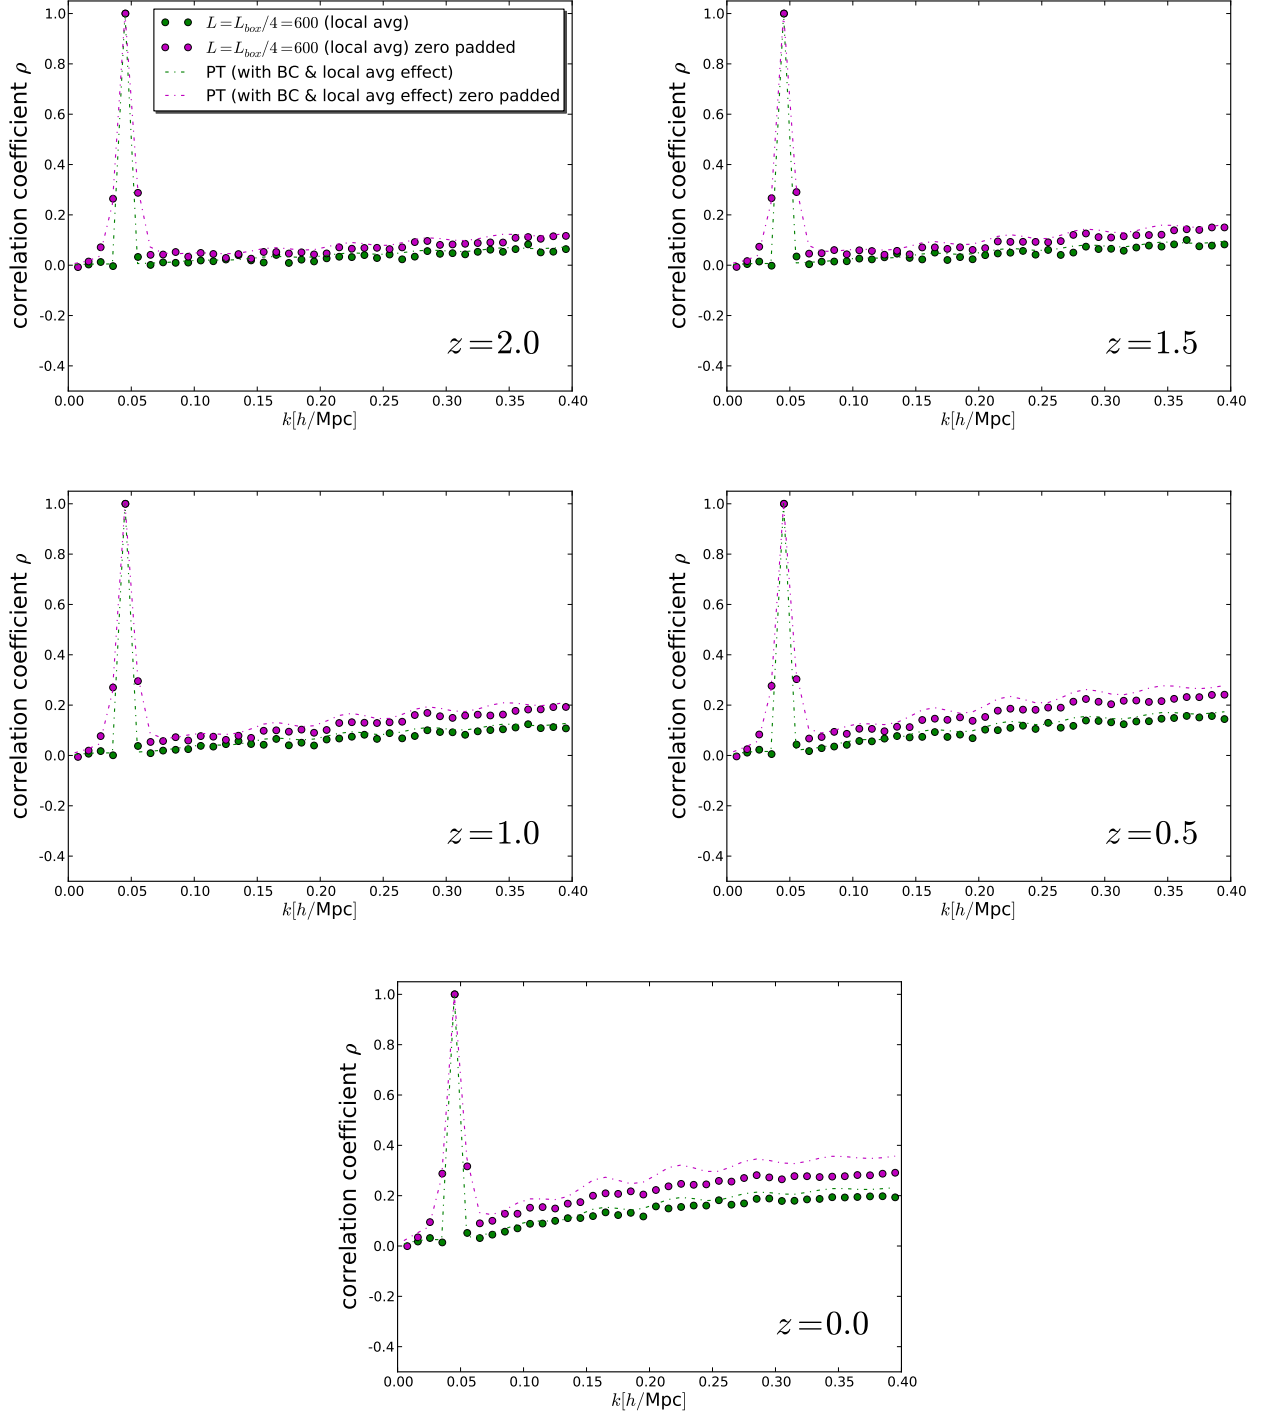 L=L_box/4=600 (local avg)
L=L_box/4=600 (local avg) zero padded
PT (with BC & local avg effect)
PT (with BC & local avg effect) zero padded
correlation coefficient ρ
1.0
0.8
0.6
0.4
0.2
0.0
-0.2
-0.4
z=2.0
0.00 0.05 0.10 0.15 0.20 0.25 0.30 0.35 0.40
k[h/Mpc]
correlation coefficient ρ
1.0
0.8
0.6
0.4
0.2
0.0
-0.2
-0.4
z=1.5
0.00 0.05 0.10 0.15 0.20 0.25 0.30 0.35 0.40
k[h/Mpc]
correlation coefficient ρ
1.0
0.8
0.6
0.4
0.2
0.0
-0.2
-0.4
z=1.0
0.00 0.05 0.10 0.15 0.20 0.25 0.30 0.35 0.40
k[h/Mpc]
correlation coefficient ρ
1.0
0.8
0.6
0.4
0.2
0.0
-0.2
-0.4
z=0.5
0.00 0.05 0.10 0.15 0.20 0.25 0.30 0.35 0.40
k[h/Mpc]
correlation coefficient ρ
1.0
0.8
0.6
0.4
0.2
0.0
-0.2
-0.4
z=0.0
0.00 0.05 0.10 0.15 0.20 0.25 0.30 0.35 0.40
k[h/Mpc]